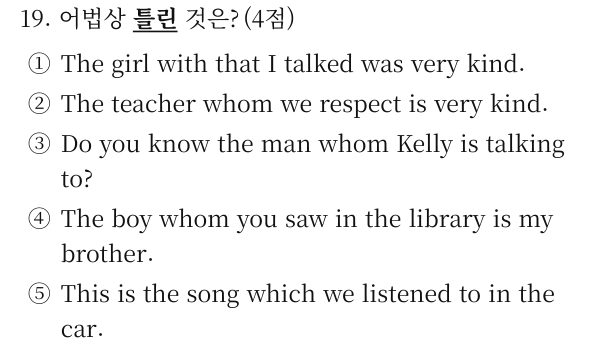 19. 어법상 틀린 것은? (4점)
① The girl with that I talked was very kind.
② The teacher whom we respect is very kind.
③ Do you know the man whom Kelly is talking
to?
④ The boy whom you saw in the library is my
brother.
⑤ This is the song which we listened to in the
car.